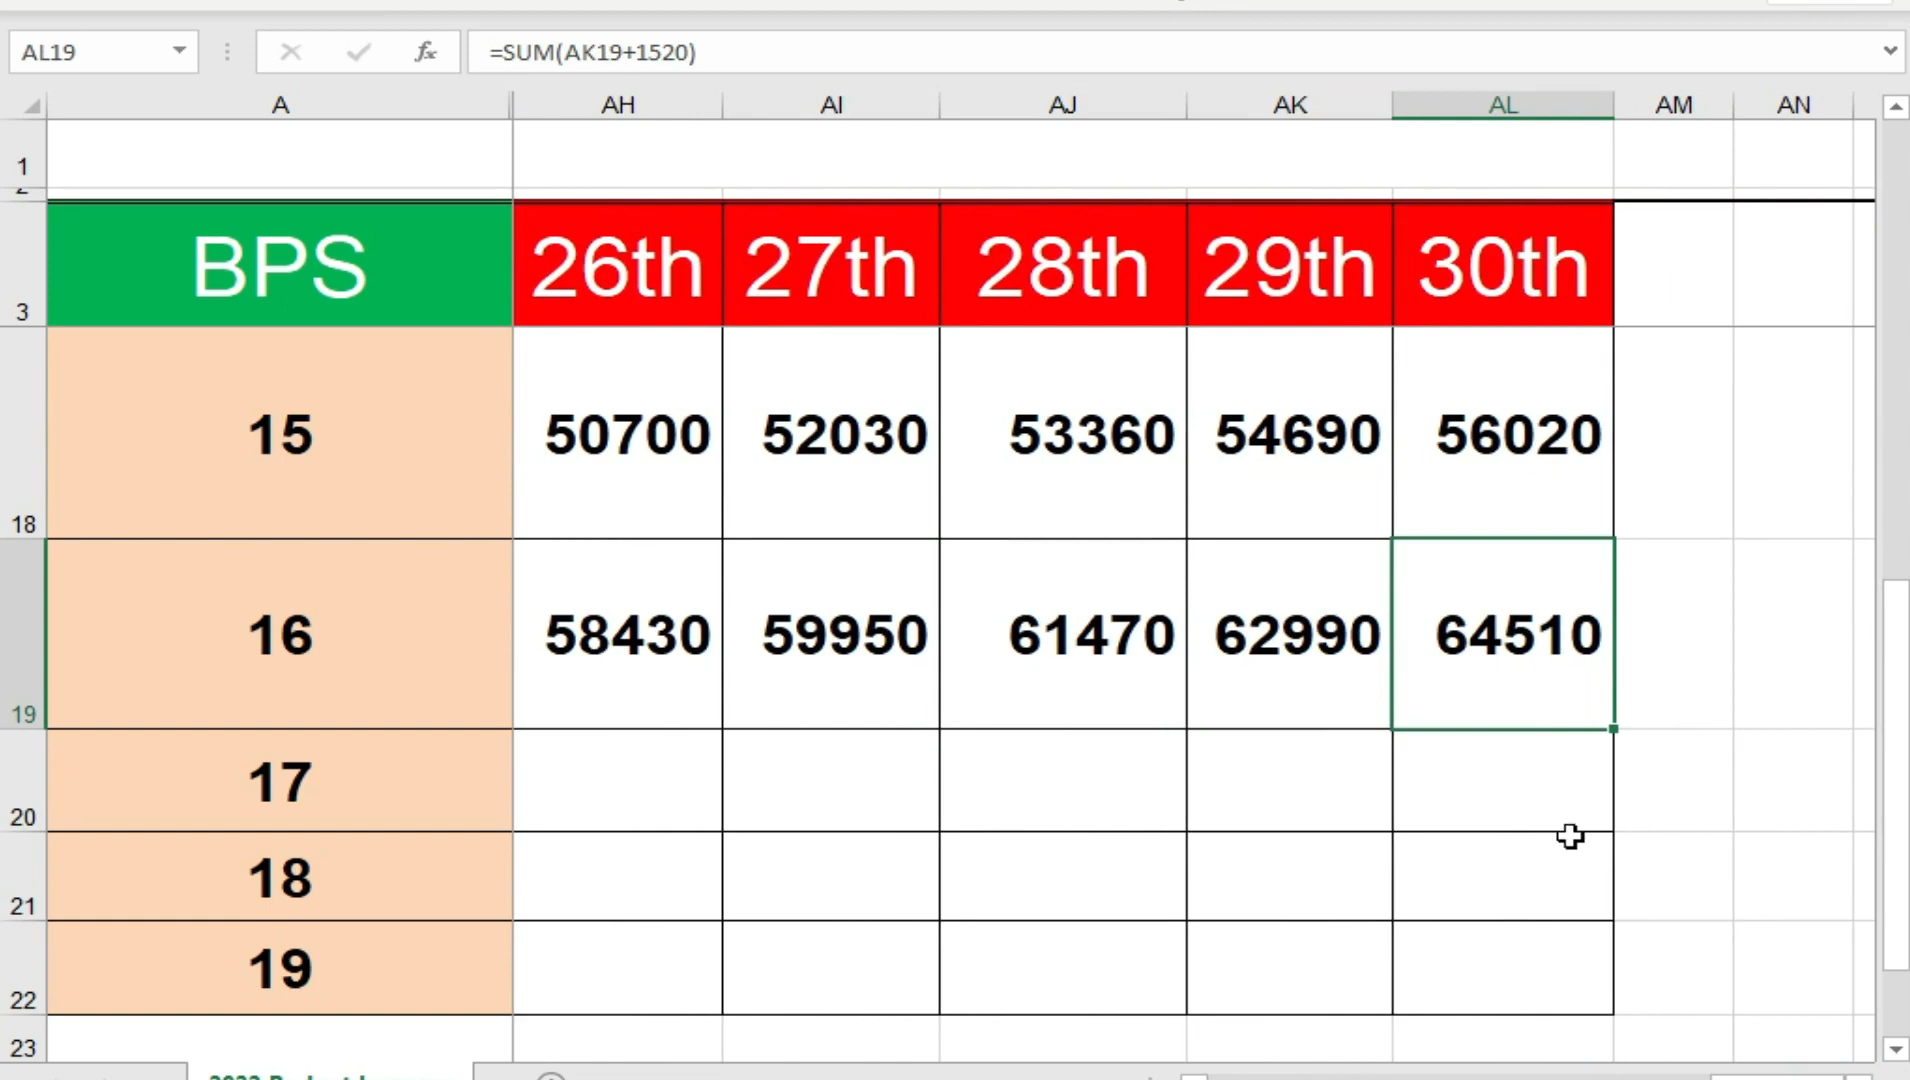 AL19 fx =SUM(AK19+1520)
A AH AI AJ AK AL AM AN
1
3 BPS 26th 27th 28th 29th 30th
18 15 50700 52030 53360 54690 56020
19 16 58430 59950 61470 62990 64510
20 17
21 18
22 19
23